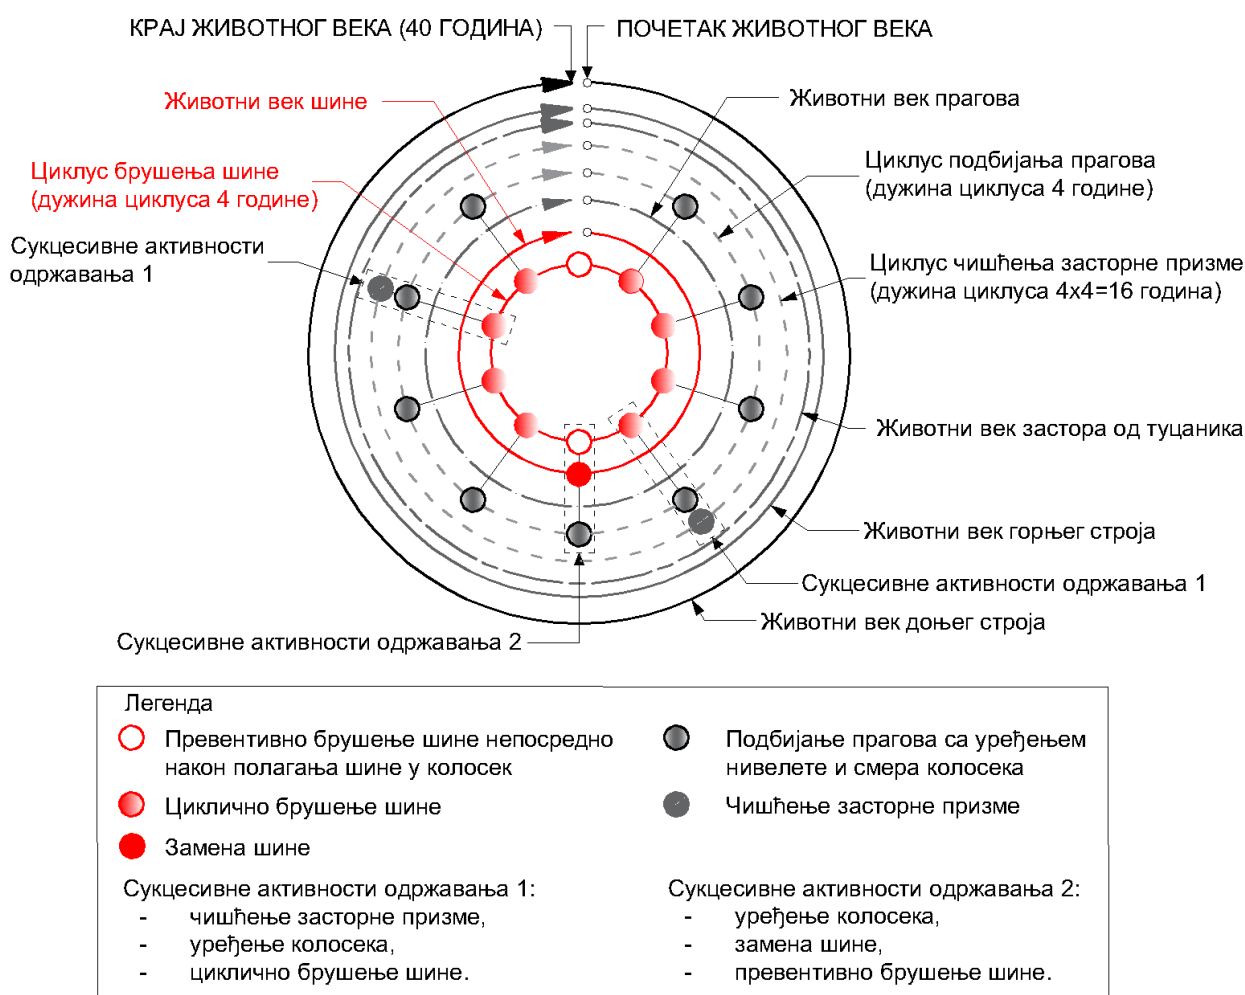 КРАЈ ЖИВОТНОГ ВЕКА (40 ГОДИНА)
ПОЧЕТАК ЖИВОТНОГ ВЕКА
Животни век шине
Животни век прагова
Циклус брушења шине
(дужина циклуса 4 године)
Циклус подбијања прагова
(дужина циклуса 4 године)
Сукцесивне активности
одржавања 1
Циклус чишћења засторне призме
(дужина циклуса 4x4=16 година)
Животни век застора од туцаника
Животни век горњег строја
Сукцесивне активности одржавања 1
Животни век доњег строја
Сукцесивне активности одржавања 2
Легенда
Превентивно брушење шине непосредно
након полагања шине у колосек
Циклично брушење шине
Замена шине
Подбијање прагова са уређењем
нивелете и смера колосека
Чишћење засторне призме
Сукцесивне активности одржавања 1:
- чишћење засторне призме,
- уређење колосека,
- циклично брушење шине.
Сукцесивне активности одржавања 2:
- уређење колосека,
- замена шине,
- превентивно брушење шине.